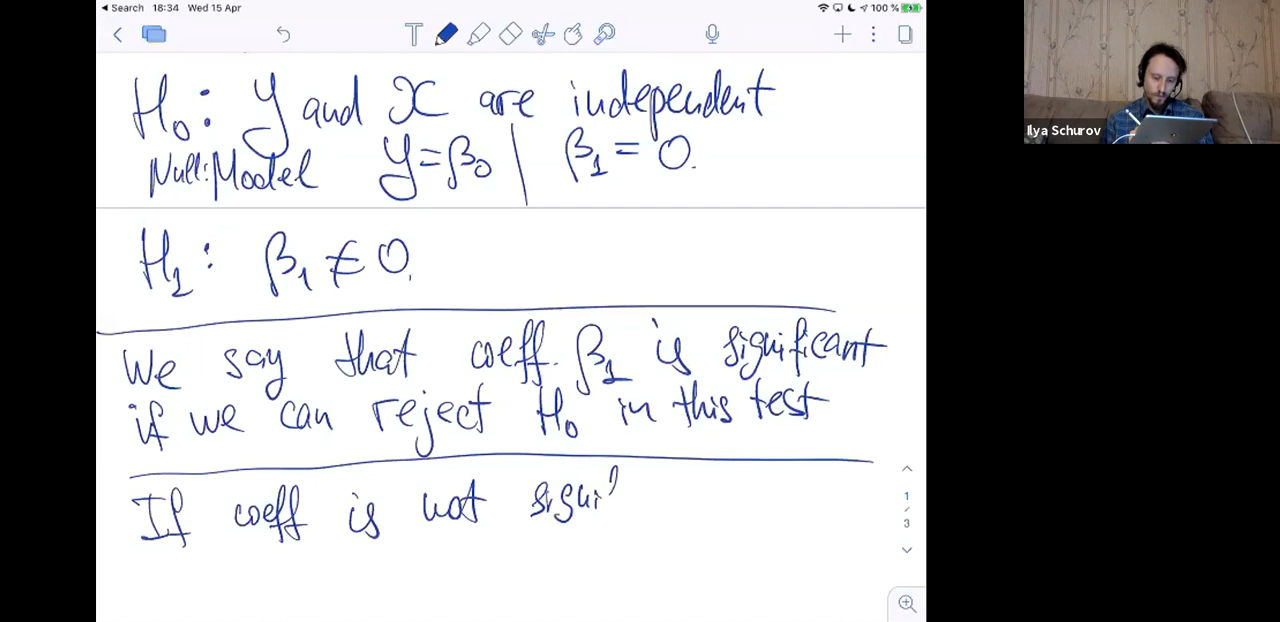 Search 18:34 Wed 15 Apr 100 %
T
H₀: y and x are independent
Null: Model y = β₀ | β₁ = 0.
Ilya Schurov
H₁: β₁ ≠ 0.
We say that coeff. β₁ is significant
if we can reject H₀ in this test
If coeff is not signi
1
/
3